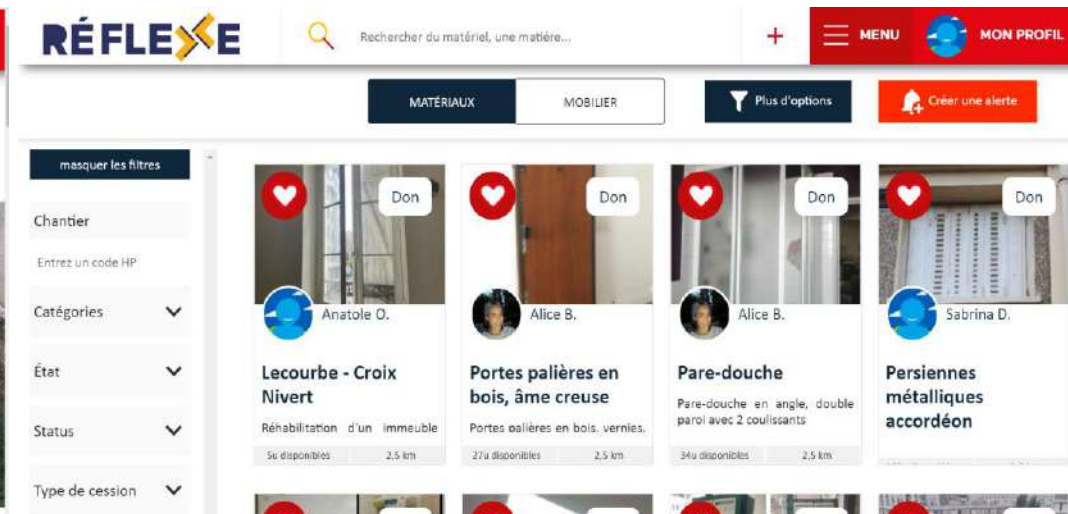 RÉFLEXE
Rechercher du matériel, une matière...
+
MENU
MON PROFIL
MATÉRIAUX
MOBILIER
Plus d'options
Créer une alerte
masquer les filtres
Chantier
Entrez un code HP
Catégories
État
Status
Type de cession
Don
Anatole O.
Lecourbe - Croix
Nivert
Réhabilitation d'un immeuble
5u disponibles
2,5 km
Don
Alice B.
Portes palières en
bois, âme creuse
Portes palières en bois, vernies.
27u disponibles
2,5 km
Don
Alice B.
Pare-douche
Pare-douche en angle, double
paroi avec 2 coulissants
34u disponibles
2,5 km
Don
Sabrina D.
Persiennes
métalliques
accordéon